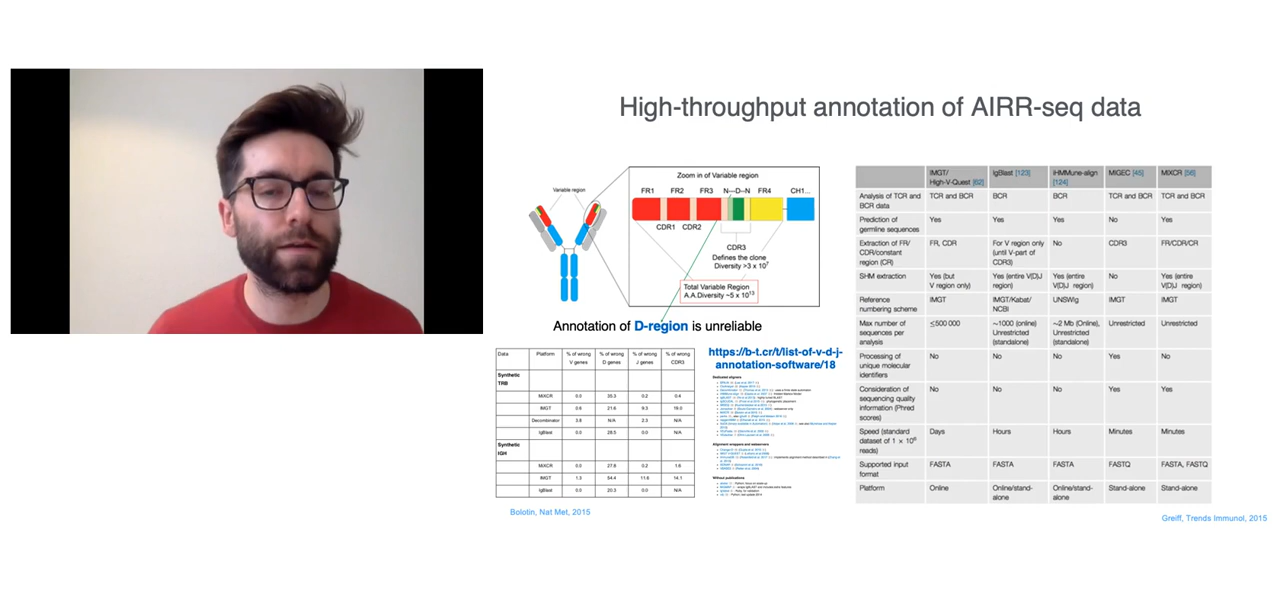 High-throughput annotation of AIRR-seq data
Variable region
Zoom in of Variable region
FR1 FR2 FR3 N---D--N FR4 CH1...
CDR1 CDR2
CDR3
Defines the clone
Diversity >3 x 10⁷
Total Variable Region
A.A.Diversity ~5 x 10¹³
Annotation of D-region is unreliable
Data Platform % of wrong V genes % of wrong D genes % of wrong J genes % of wrong CDR3
Synthetic TRB
MiXCR 0.0 30.3 0.2 0.4
IMGT 0.6 21.6 9.3 19.0
Decombinator 3.8 N/A 2.3 N/A
IgBlast 0.0 28.5 0.0 N/A
Synthetic IGH
MiXCR 0.0 27.8 0.2 1.6
IMGT 1.3 54.4 11.6 14.1
IgBlast 0.0 20.3 0.0 N/A
Bolotin, Nat Met, 2015
https://b-t.cr/t/list-of-v-d-j-
annotation-software/18
Dedicated aligners
Alignment wrappers and webservers
Without publications
IMGT/High-V-Quest [62] igBlast [123] iHMMune-align [124] MiGEC [45] MiXCR [56]
Analysis of TCR and BCR data TCR and BCR BCR BCR TCR and BCR TCR and BCR
Prediction of germline sequences Yes Yes Yes No Yes
Extraction of FR/CDR/constant region (CR) FR, CDR For V region only (until V-part of CDR3) No CDR3 FR/CDR/CR
SHM extraction Yes (but V region only) Yes (entire V(D)J region) Yes (entire V(D)J region) No Yes (entire V(D)J region)
Reference numbering scheme IMGT IMGT/Kabat/NCBI UNSWIg IMGT IMGT
Max number of sequences per analysis ≤500 000 ~1000 (online) Unrestricted (standalone) ~2 Mb (Online), Unrestricted (standalone) Unrestricted Unrestricted
Processing of unique molecular identifiers No No No Yes No
Consideration of sequencing quality information (Phred scores) No No No Yes Yes
Speed (standard dataset of 1 × 10⁶ reads) Days Hours Hours Minutes Minutes
Supported input format FASTA FASTA FASTA FASTQ FASTA, FASTQ
Platform Online Online/stand-alone Online/stand-alone Stand-alone Stand-alone
Greiff, Trends Immunol, 2015